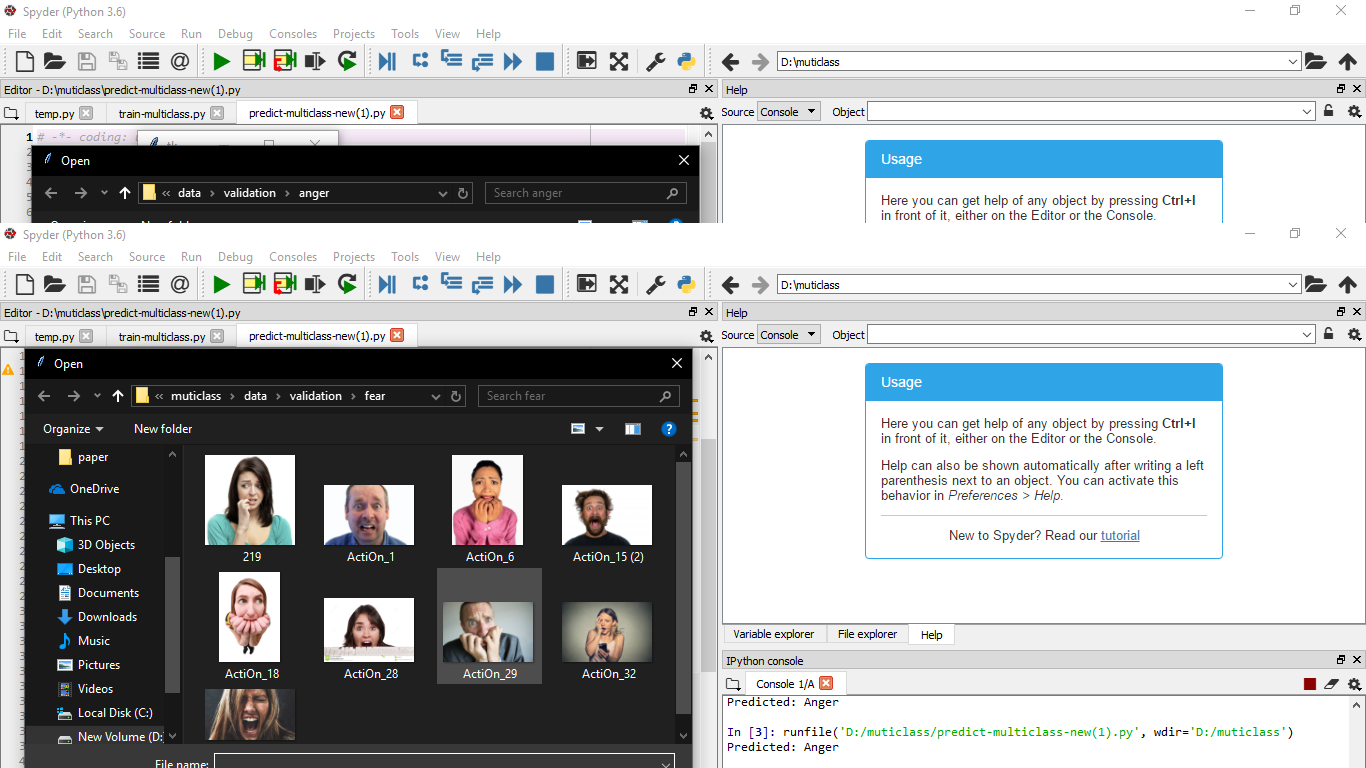 Spyder (Python 3.6)
File Edit Search Source Run Debug Consoles Projects Tools View Help
D:\muticlass
Editor - D:\muticlass\predict-multiclass-new(1).py
Help
temp.py train-multiclass.py predict-multiclass-new(1).py
Source Console Object
1 # -*- coding:
Open
« data › validation › anger
Search anger
Usage
Here you can get help of any object by pressing Ctrl+I
in front of it, either on the Editor or the Console.
Spyder (Python 3.6)
File Edit Search Source Run Debug Consoles Projects Tools View Help
D:\muticlass
Editor - D:\muticlass\predict-multiclass-new(1).py
Help
temp.py train-multiclass.py predict-multiclass-new(1).py
Source Console Object
Open
« muticlass › data › validation › fear
Search fear
Organize New folder
paper
OneDrive
This PC
3D Objects
Desktop
Documents
Downloads
Music
Pictures
Videos
Local Disk (C:)
New Volume (D:
219 ActiOn_1 ActiOn_6 ActiOn_15 (2)
ActiOn_18 ActiOn_28 ActiOn_29 ActiOn_32
File name:
Usage
Here you can get help of any object by pressing Ctrl+I
in front of it, either on the Editor or the Console.
Help can also be shown automatically after writing a left
parenthesis next to an object. You can activate this
behavior in Preferences > Help.
New to Spyder? Read our tutorial
Variable explorer File explorer Help
IPython console
Console 1/A
Predicted: Anger
In [3]: runfile('D:/muticlass/predict-multiclass-new(1).py', wdir='D:/muticlass')
Predicted: Anger